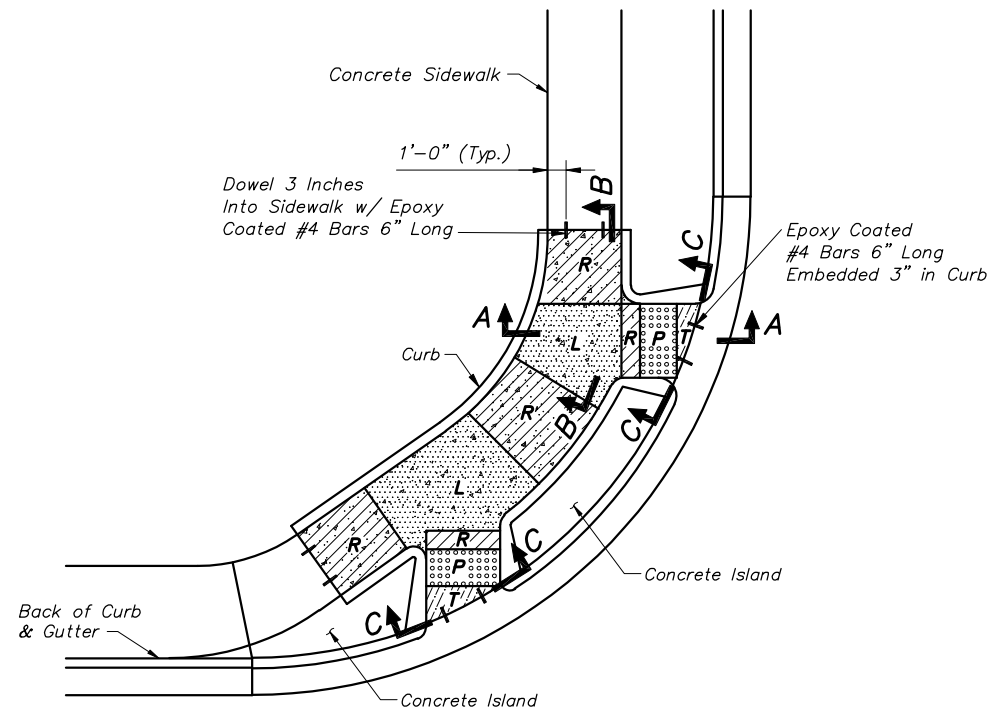 Concrete Sidewalk
1'-0" (Typ.)
Dowel 3 Inches
Into Sidewalk w/ Epoxy
Coated #4 Bars 6" Long
B
C
Epoxy Coated
#4 Bars 6" Long
Embedded 3" in Curb
R
A
A
L
R
P
T
Curb
R
B
C
L
R
R
P
T
C
C
Concrete Island
Back of Curb
& Gutter
Concrete Island